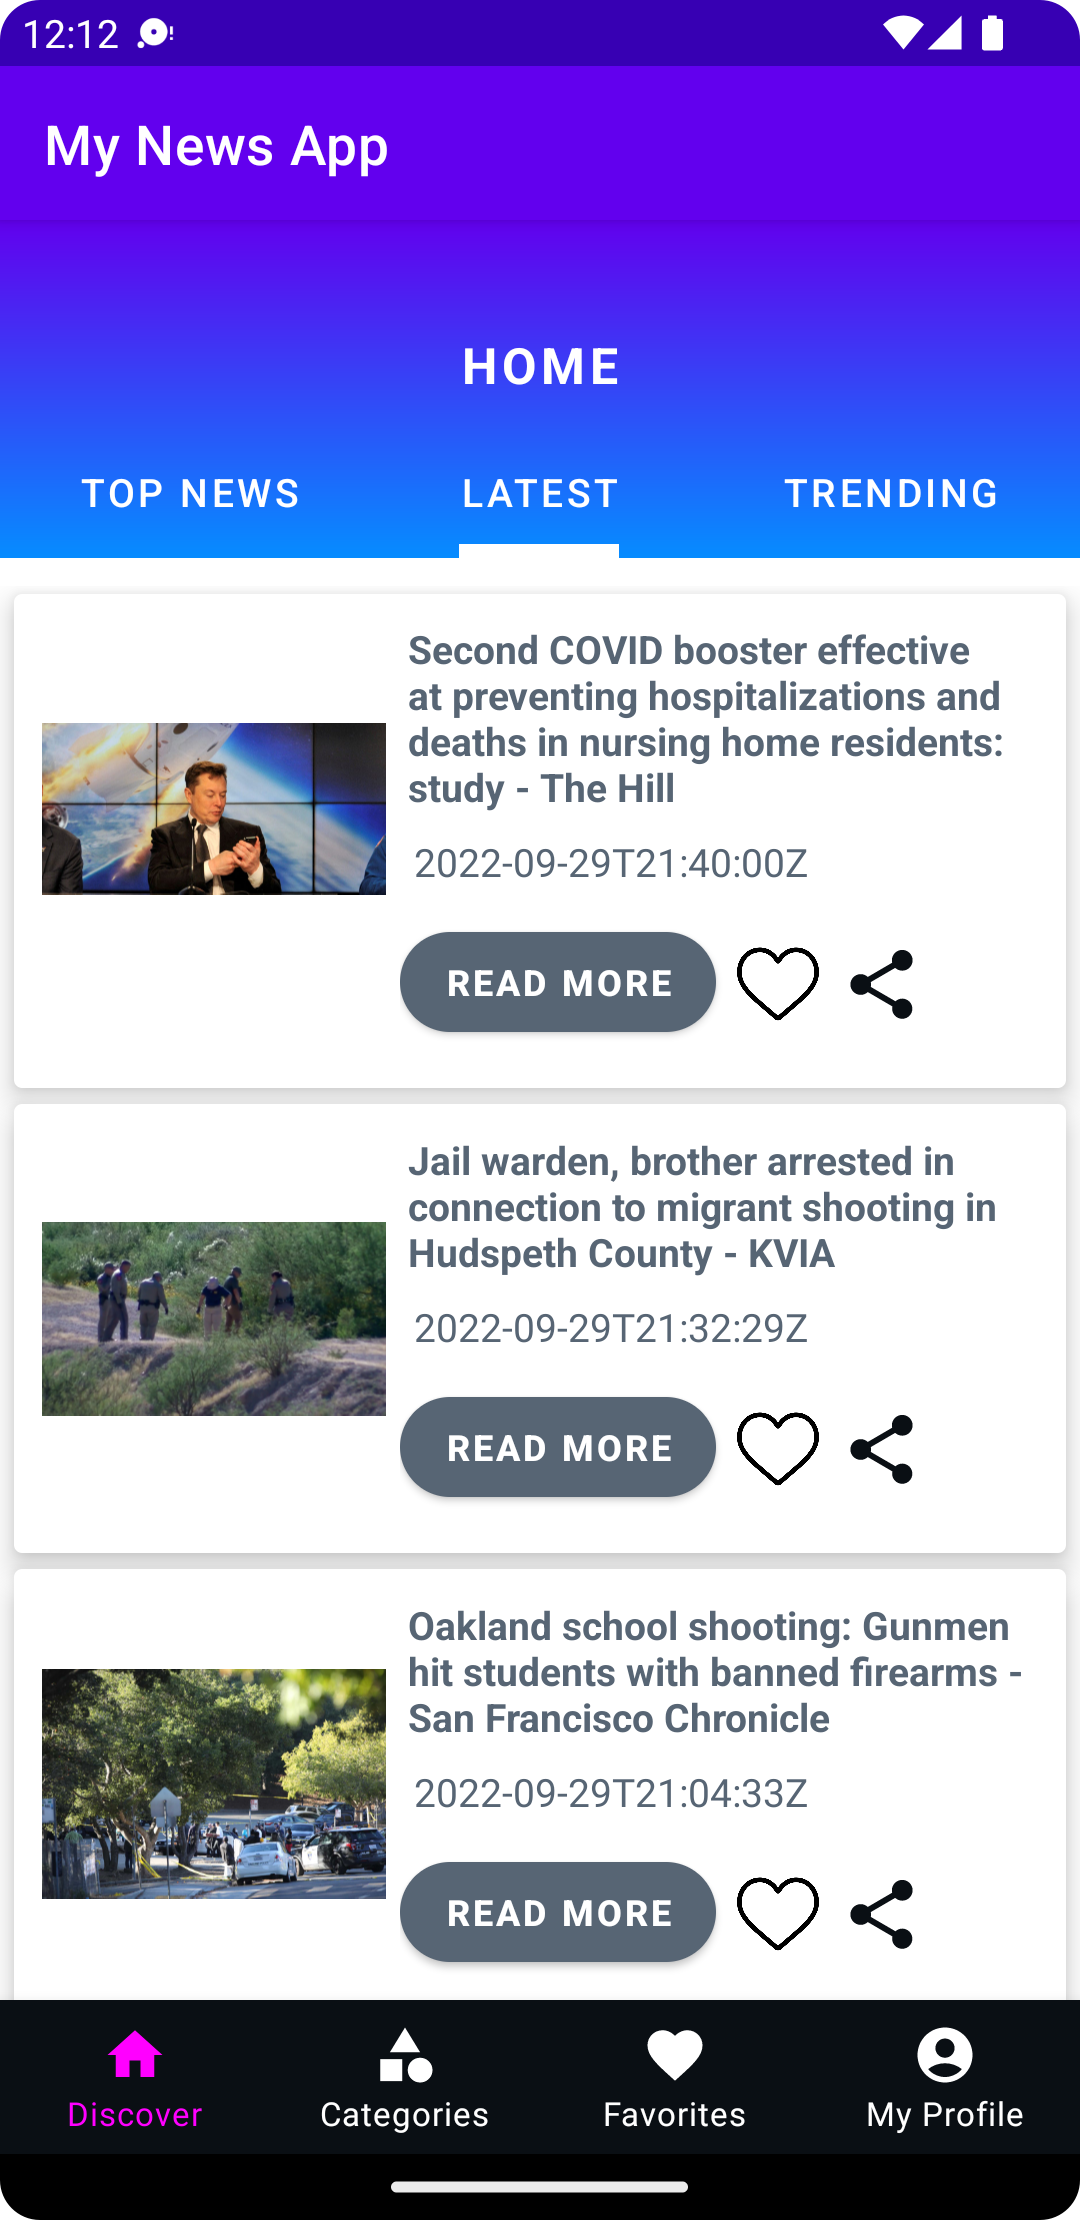 12:12
My News App
HOME
TOP NEWS LATEST TRENDING
Second COVID booster effective
at preventing hospitalizations and
deaths in nursing home residents:
study - The Hill
2022-09-29T21:40:00Z
READ MORE
Jail warden, brother arrested in
connection to migrant shooting in
Hudspeth County - KVIA
2022-09-29T21:32:29Z
READ MORE
Oakland school shooting: Gunmen
hit students with banned firearms -
San Francisco Chronicle
2022-09-29T21:04:33Z
READ MORE
Discover Categories Favorites My Profile